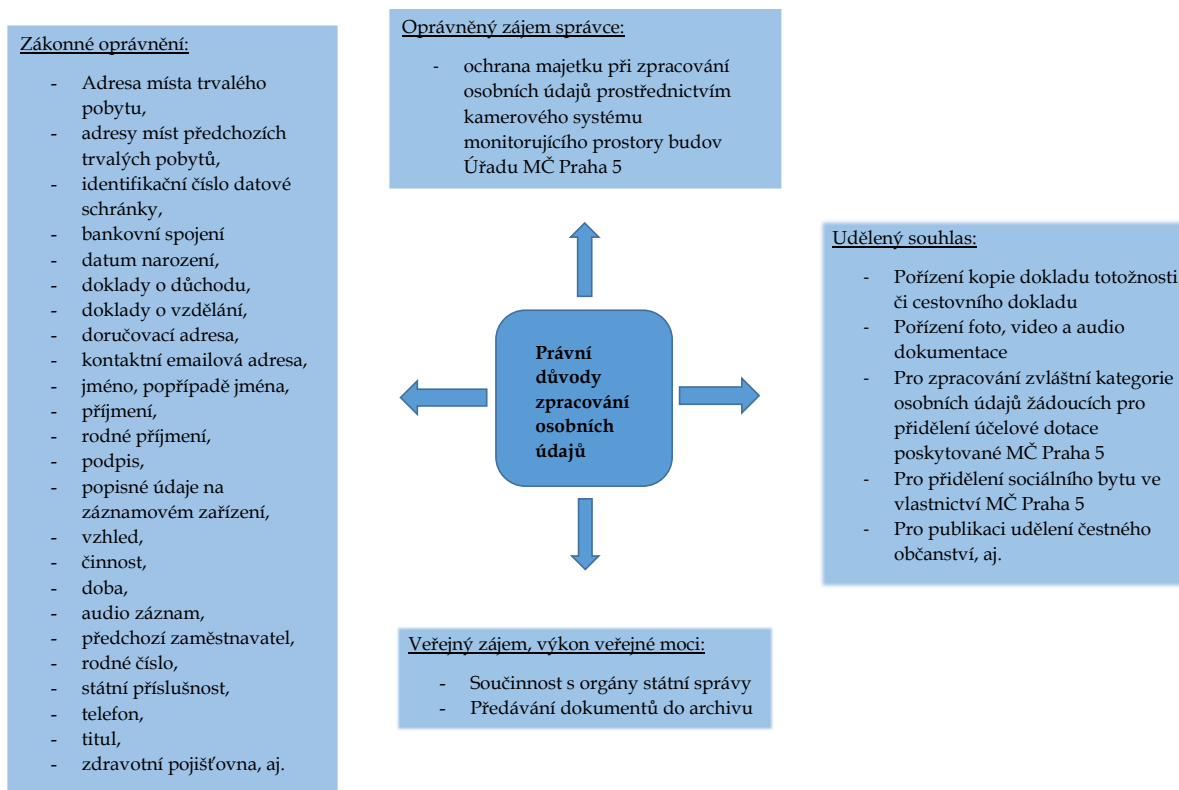 Zákonné oprávnění:
- Adresa místa trvalého
pobytu,
- adresy míst předchozích
trvalých pobytů,
- identifikační číslo datové
schránky,
- bankovní spojení
- datum narození,
- doklady o důchodu,
- doklady o vzdělání,
- doručovací adresa,
- kontaktní emailová adresa,
- jméno, popřípadě jména,
- příjmení,
- rodné příjmení,
- podpis,
- popisné údaje na
záznamovém zařízení,
- vzhled,
- činnost,
- doba,
- audio záznam,
- předchozí zaměstnavatel,
- rodné číslo,
- státní příslušnost,
- telefon,
- titul,
- zdravotní pojišťovna, aj.
Oprávněný zájem správce:
- ochrana majetku při zpracování
osobních údajů prostřednictvím
kamerového systému
monitorujícího prostory budov
Úřadu MČ Praha 5
Právní
důvody
zpracování
osobních
údajů
Udělený souhlas:
- Pořízení kopie dokladu totožnosti
či cestovního dokladu
- Pořízení foto, video a audio
dokumentace
- Pro zpracování zvláštní kategorie
osobních údajů žádoucích pro
přidělení účelové dotace
poskytované MČ Praha 5
- Pro přidělení sociálního bytu ve
vlastnictví MČ Praha 5
- Pro publikaci udělení čestného
občanství, aj.
Veřejný zájem, výkon veřejné moci:
- Součinnost s orgány státní správy
- Předávání dokumentů do archivu